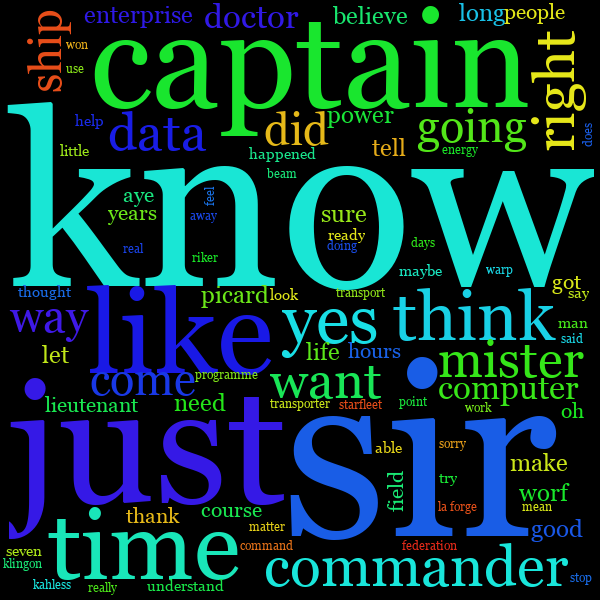 enterprise
doctor
believe
long
people
ship
won
use
captain
right
does
help
data
did
power
going
little
happened
tell
energy
know
beam
aye
years
feel
away
sure
ready
doing
days
real
riker
maybe
warp
thought
picard
look
transport
got
say
way
like
yes
think
man
said
let
life
hours
mister
come
programme
want
computer
lieutenant
need
transporter
starfleet
point
work
oh
just
sir
able
sorry
make
field
try
worf
mean
la forge
thank
course
matter
good
time
seven
klingon
command
federation
commander
kahless
really
understand
stop